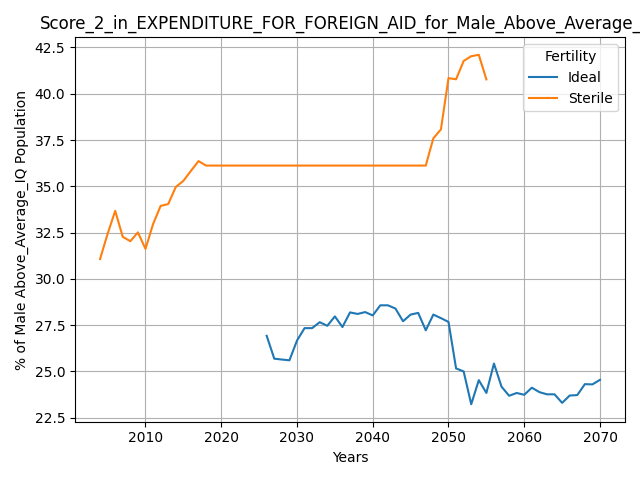 Score_2_in_EXPENDITURE_FOR_FOREIGN_AID_for_Male_Above_Average_
42.5
40.0
37.5
35.0
32.5
30.0
27.5
25.0
22.5
% of Male Above_Average_IQ Population
Fertility
Ideal
Sterile
2010
2020
2030
2040
2050
2060
2070
Years